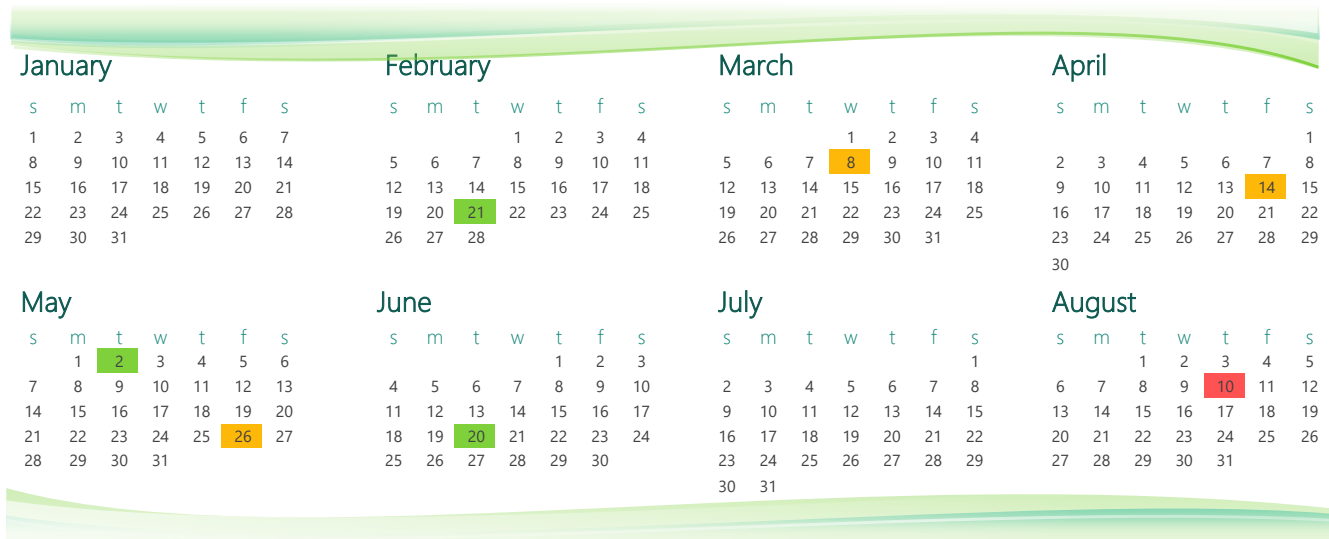 January February March April
s m t w t f s s m t w t f s s m t w t f s s m t w t f s
1 2 3 4 5 6 7 1 2 3 4 1 2 3 4 1
8 9 10 11 12 13 14 5 6 7 8 9 10 11 5 6 7 8 9 10 11 2 3 4 5 6 7 8
15 16 17 18 19 20 21 12 13 14 15 16 17 18 12 13 14 15 16 17 18 9 10 11 12 13 14 15
22 23 24 25 26 27 28 19 20 21 22 23 24 25 19 20 21 22 23 24 25 16 17 18 19 20 21 22
29 30 31 26 27 28 26 27 28 29 30 31 23 24 25 26 27 28 29
30
May June July August
s m t w t f s s m t w t f s s m t w t f s s m t w t f s
1 2 3 4 5 6 1 2 3 1 1 2 3 4 5
7 8 9 10 11 12 13 4 5 6 7 8 9 10 2 3 4 5 6 7 8 6 7 8 9 10 11 12
14 15 16 17 18 19 20 11 12 13 14 15 16 17 9 10 11 12 13 14 15 13 14 15 16 17 18 19
21 22 23 24 25 26 27 18 19 20 21 22 23 24 16 17 18 19 20 21 22 20 21 22 23 24 25 26
28 29 30 31 25 26 27 28 29 30 23 24 25 26 27 28 29 27 28 29 30 31
30 31